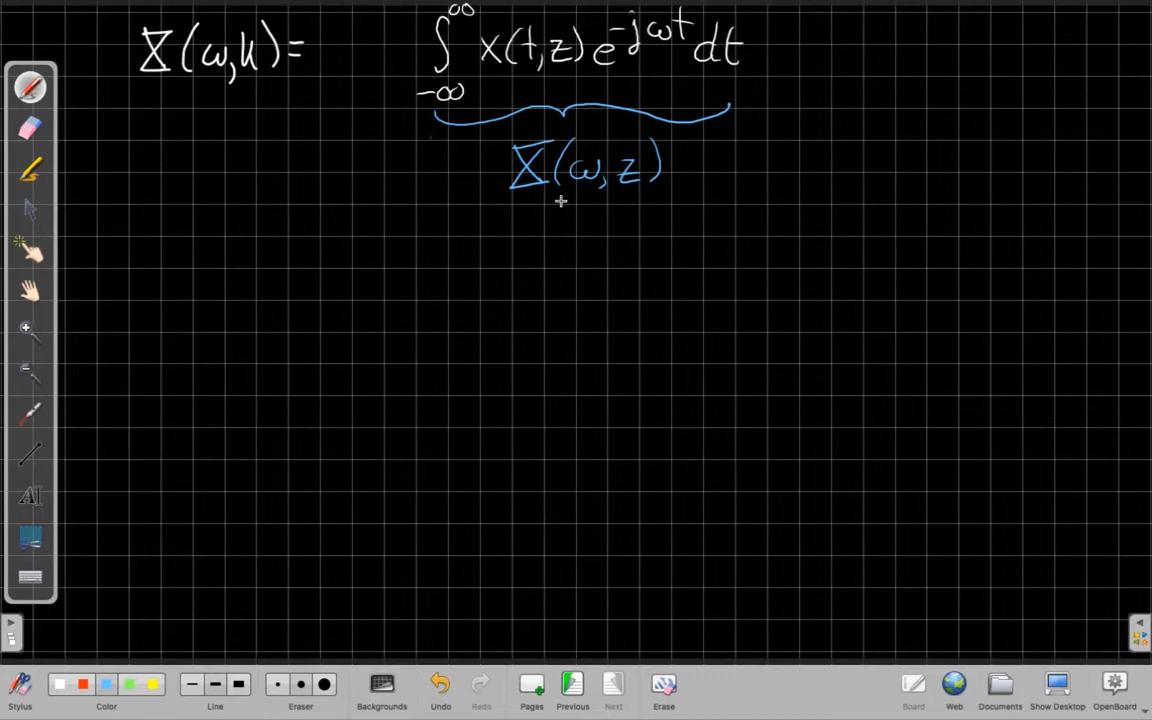 X(ω,k)= ∫_{-∞}^{∞} x(t,z) e^{-jωt} dt
X(ω,z)
AI
Stylus Color Line Eraser Backgrounds Undo Redo Pages Previous Next Erase Board Web Documents Show Desktop OpenBoard